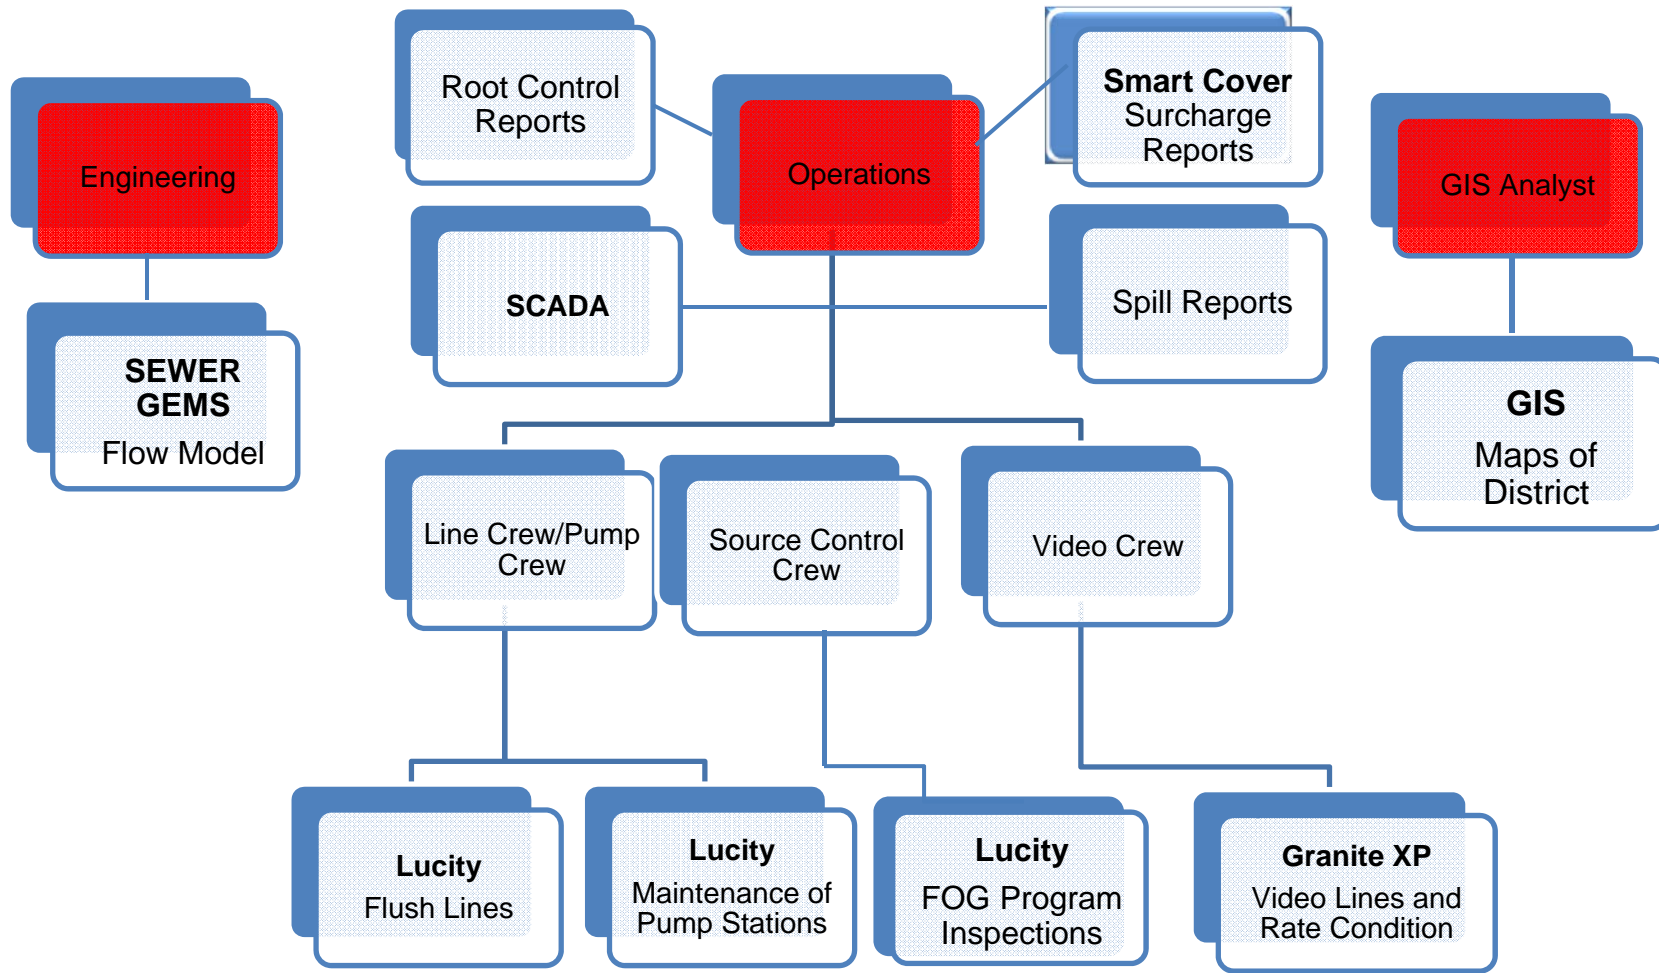 Root Control
Reports
Smart Cover
Surcharge
Reports
Engineering
Operations
GIS Analyst
SCADA
Spill Reports
SEWER
GEMS
Flow Model
GIS
Maps of
District
Line Crew/Pump
Crew
Source Control
Crew
Video Crew
Lucity
Flush Lines
Lucity
Maintenance of
Pump Stations
Lucity
FOG Program
Inspections
Granite XP
Video Lines and
Rate Condition